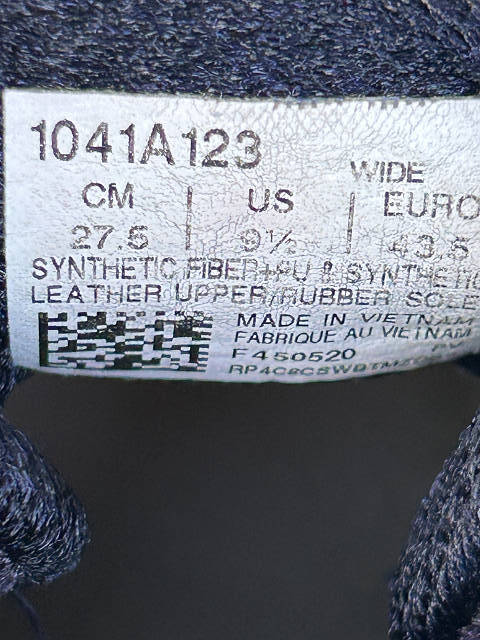 1041A123
WIDE
CM | US | EURO
27.5 9½ 43.5
SYNTHETIC FIBER+PU & SYNTHETIC
LEATHER UPPER/RUBBER SOLE
MADE IN VIETNAM
FABRIQUE AU VIETNAM
F450520